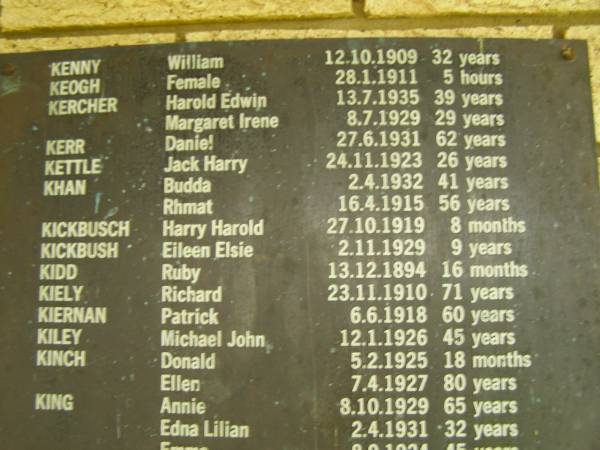 KENNY William 12.10.1909 32 years
KEOGH Female 28.1.1911 5 hours
KERCHER Harold Edwin 13.7.1935 39 years
Margaret Irene 8.7.1929 29 years
KERR Daniel 27.6.1931 62 years
KETTLE Jack Harry 24.11.1923 26 years
KHAN Budda 2.4.1932 41 years
Rhmat 16.4.1915 56 years
KICKBUSCH Harry Harold 27.10.1919 8 months
KICKBUSH Eileen Elsie 2.11.1929 9 years
KIDD Ruby 13.12.1894 16 months
KIELY Richard 23.11.1910 71 years
KIERNAN Patrick 6.6.1918 60 years
KILEY Michael John 12.1.1926 45 years
KINCH Donald 5.2.1925 18 months
Ellen 7.4.1927 80 years
KING Annie 8.10.1929 65 years
Edna Lilian 2.4.1931 32 years